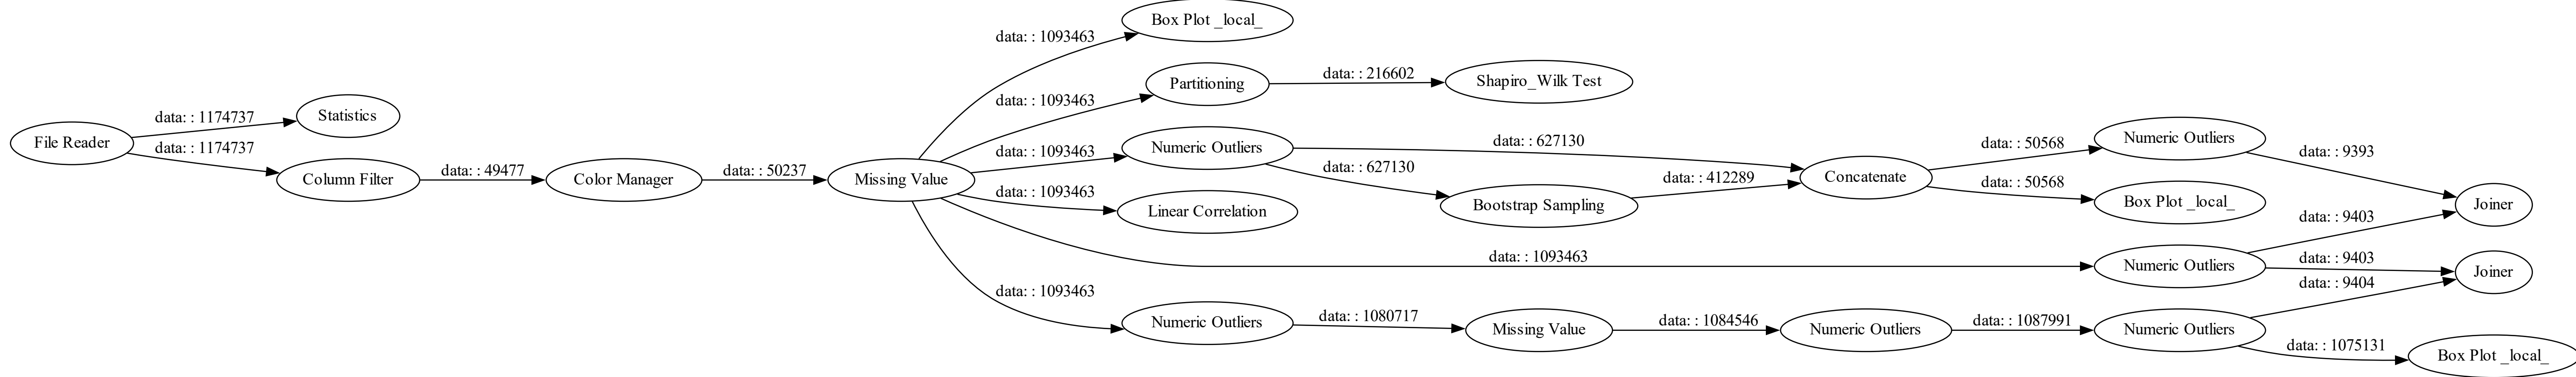 File Reader
data: : 1174737
data: : 1174737
Statistics
Column Filter
data: : 49477
Color Manager
data: : 50237
Missing Value
data: : 1093463
data: : 1093463
data: : 1093463
data: : 1093463
data: : 1093463
data: : 1093463
Box Plot _local_
Partitioning
data: : 216602
Shapiro_Wilk Test
Numeric Outliers
data: : 627130
data: : 627130
Linear Correlation
Bootstrap Sampling
data: : 412289
Concatenate
data: : 50568
data: : 50568
Numeric Outliers
data: : 9393
Box Plot _local_
Joiner
data: : 9403
Numeric Outliers
data: : 9403
Joiner
data: : 9404
Numeric Outliers
data: : 1080717
Missing Value
data: : 1084546
Numeric Outliers
data: : 1087991
Numeric Outliers
data: : 1075131
Box Plot _local_